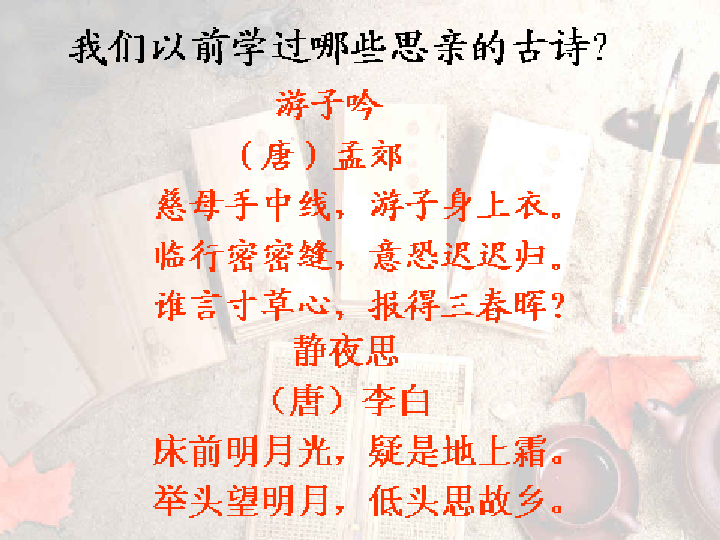 我们以前学过哪些思亲的古诗?
游子吟
（唐）孟郊
慈母手中线，游子身上衣。
临行密密缝，意恐迟迟归。
谁言寸草心，报得三春晖?
静夜思
（唐）李白
床前明月光，疑是地上霜。
举头望明月，低头思故乡。